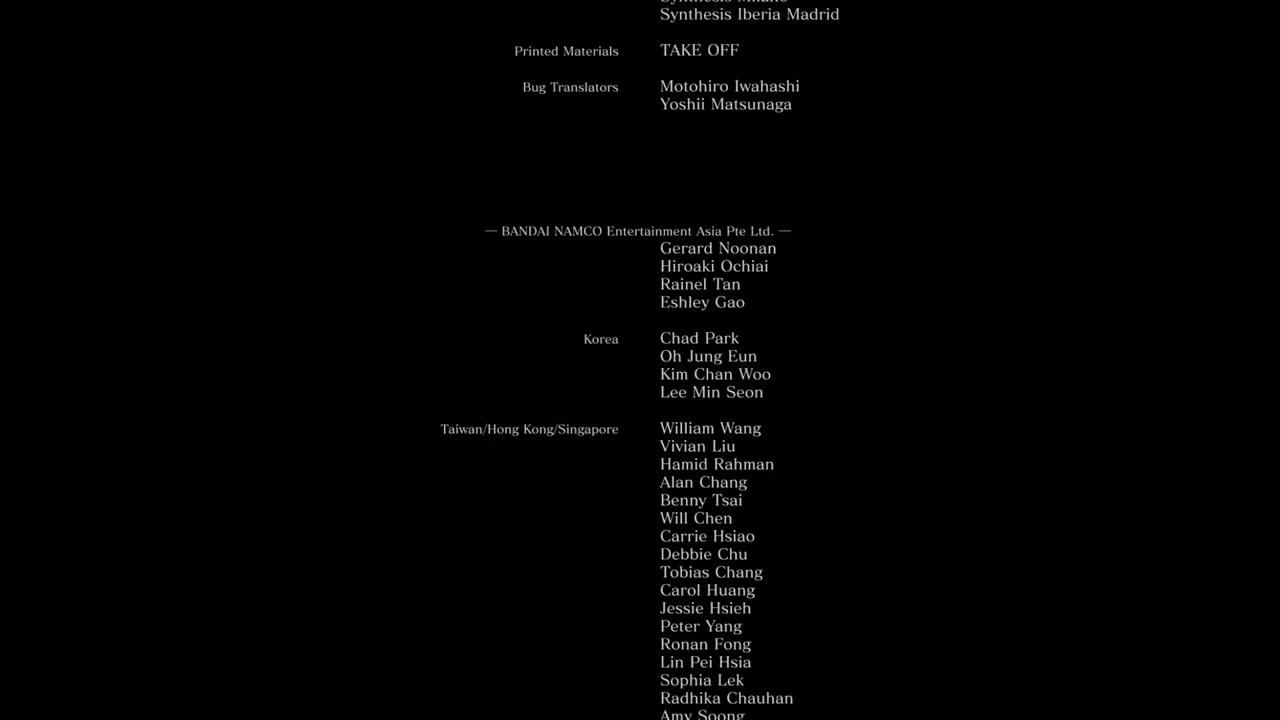 Synthesis Iberia Madrid
Printed Materials TAKE OFF
Bug Translators Motohiro Iwahashi
Yoshii Matsunaga
— BANDAI NAMCO Entertainment Asia Pte Ltd. —
Gerard Noonan
Hiroaki Ochiai
Rainel Tan
Eshley Gao
Korea Chad Park
Oh Jung Eun
Kim Chan Woo
Lee Min Seon
Taiwan/Hong Kong/Singapore William Wang
Vivian Liu
Hamid Rahman
Alan Chang
Benny Tsai
Will Chen
Carrie Hsiao
Debbie Chu
Tobias Chang
Carol Huang
Jessie Hsieh
Peter Yang
Ronan Fong
Lin Pei Hsia
Sophia Lek
Radhika Chauhan
Amy Soong